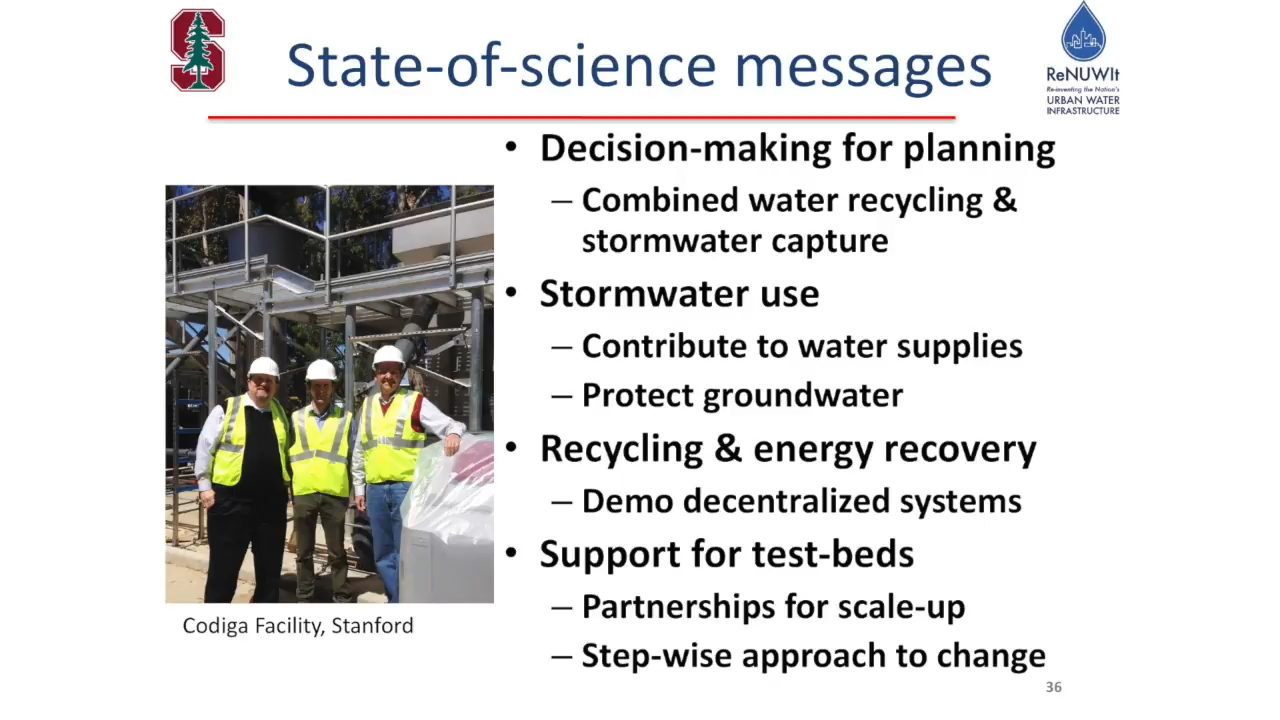 State-of-science messages
ReNUWIt
Re-inventing the Nation's
URBAN WATER
INFRASTRUCTURE
• Decision-making for planning
– Combined water recycling &
stormwater capture
• Stormwater use
– Contribute to water supplies
– Protect groundwater
• Recycling & energy recovery
– Demo decentralized systems
• Support for test-beds
– Partnerships for scale-up
– Step-wise approach to change
Codiga Facility, Stanford
36